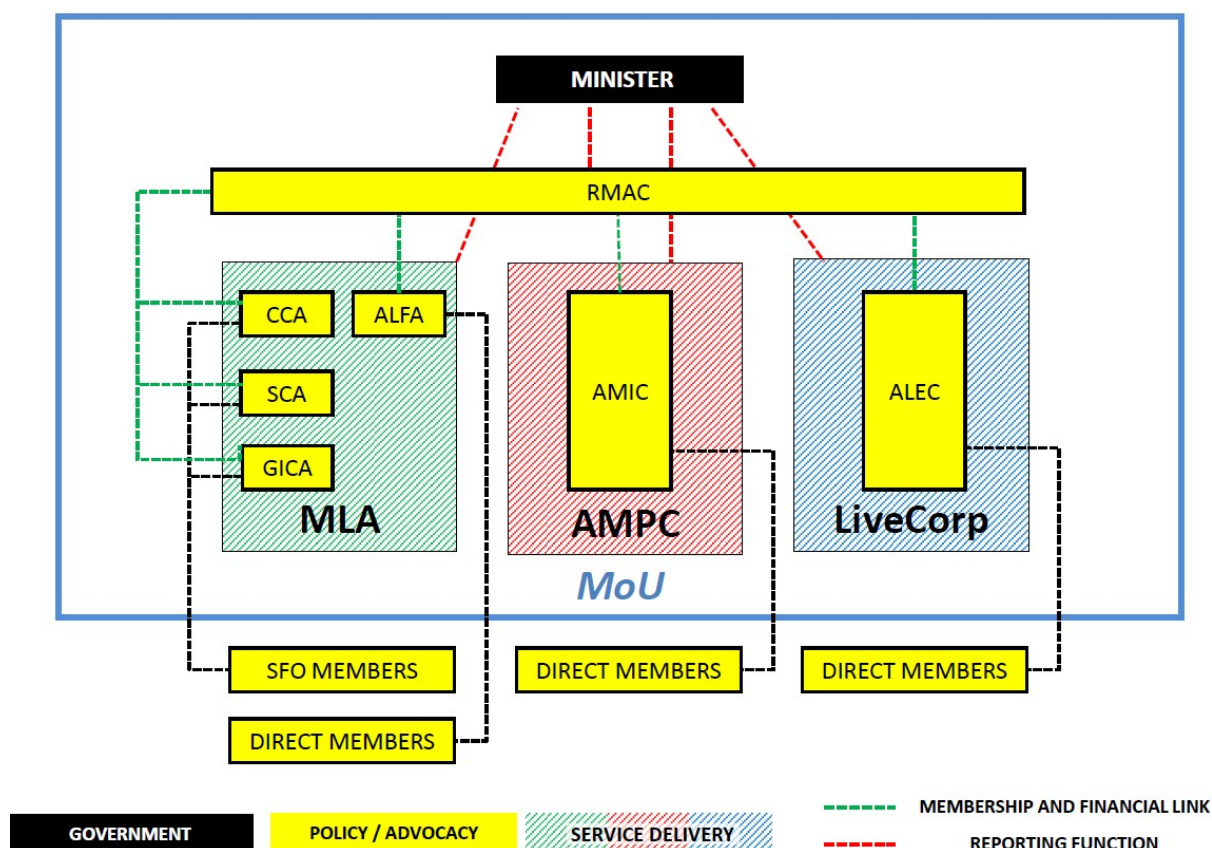 MINISTER
RMAC
CCA
ALFA
SCA
AMIC
ALEC
GICA
MLA
AMPC
LiveCorp
MoU
SFO MEMBERS
DIRECT MEMBERS
DIRECT MEMBERS
DIRECT MEMBERS
GOVERNMENT
POLICY / ADVOCACY
SERVICE DELIVERY
MEMBERSHIP AND FINANCIAL LINK
REPORTING FUNCTION